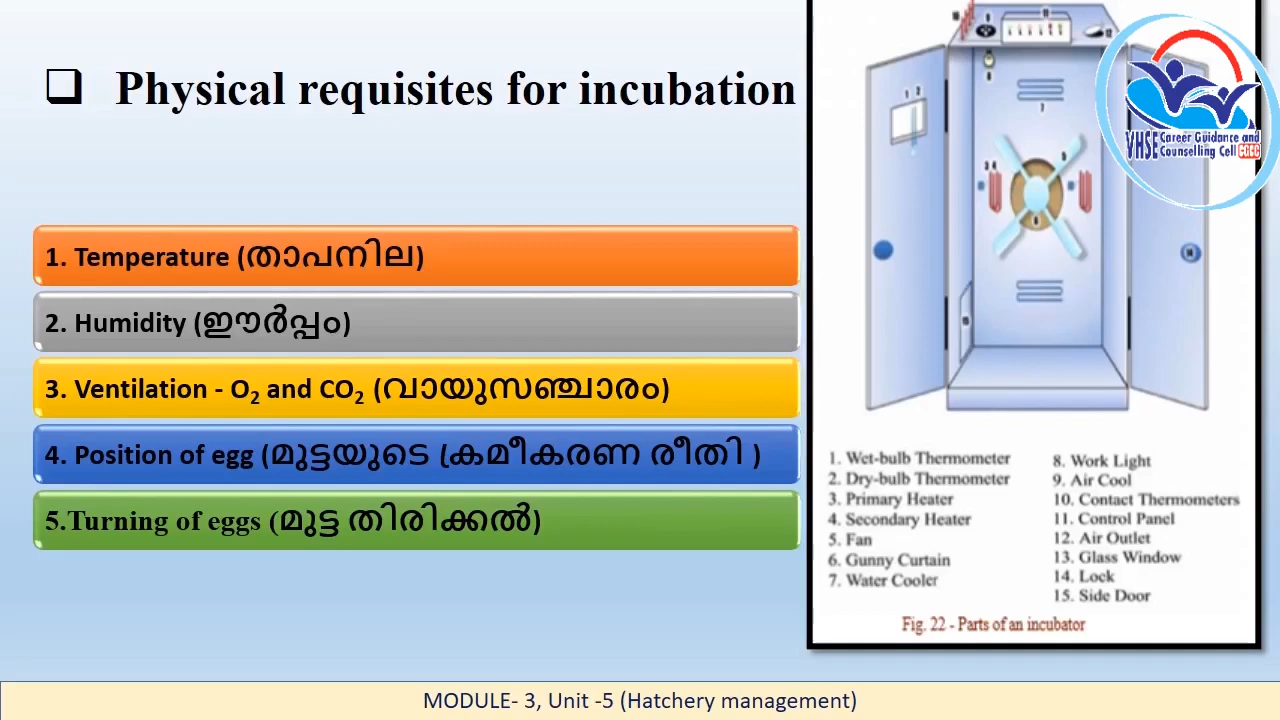 ❑ Physical requisites for incubation
1. Temperature (താപനില)
2. Humidity (ഈർപ്പം)
3. Ventilation - O₂ and CO₂ (വായുസഞ്ചാരം)
4. Position of egg (മുട്ടയുടെ ക്രമീകരണ രീതി )
5.Turning of eggs (മുട്ട തിരിക്കൽ)
VHSE Career Guidance and
Counselling Cell CGCC
1. Wet-bulb Thermometer
2. Dry-bulb Thermometer
3. Primary Heater
4. Secondary Heater
5. Fan
6. Gunny Curtain
7. Water Cooler
8. Work Light
9. Air Cool
10. Contact Thermometers
11. Control Panel
12. Air Outlet
13. Glass Window
14. Lock
15. Side Door
Fig. 22 - Parts of an incubator
MODULE- 3, Unit -5 (Hatchery management)